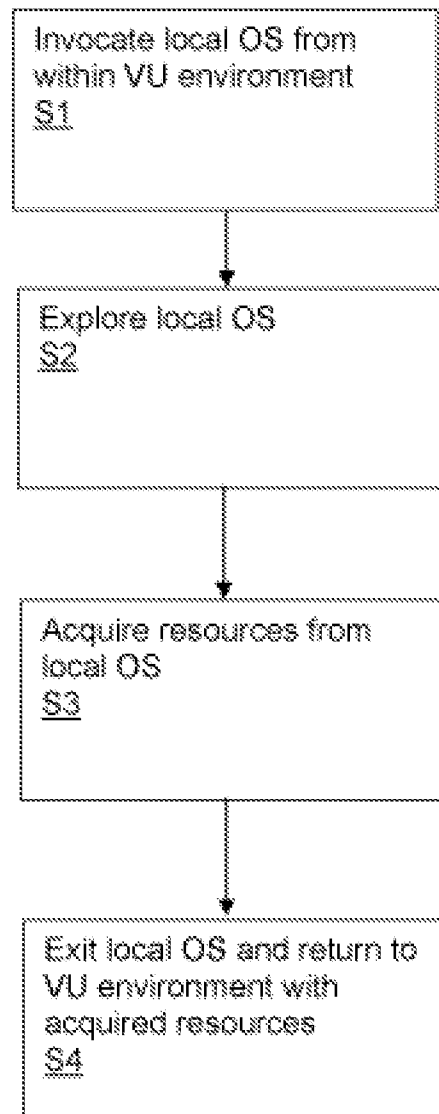 Invocate local OS from
within VU environment
S1
Explore local OS
S2
Acquire resources from
local OS
S3
Exit local OS and return to
VU environment with
acquired resources
S4